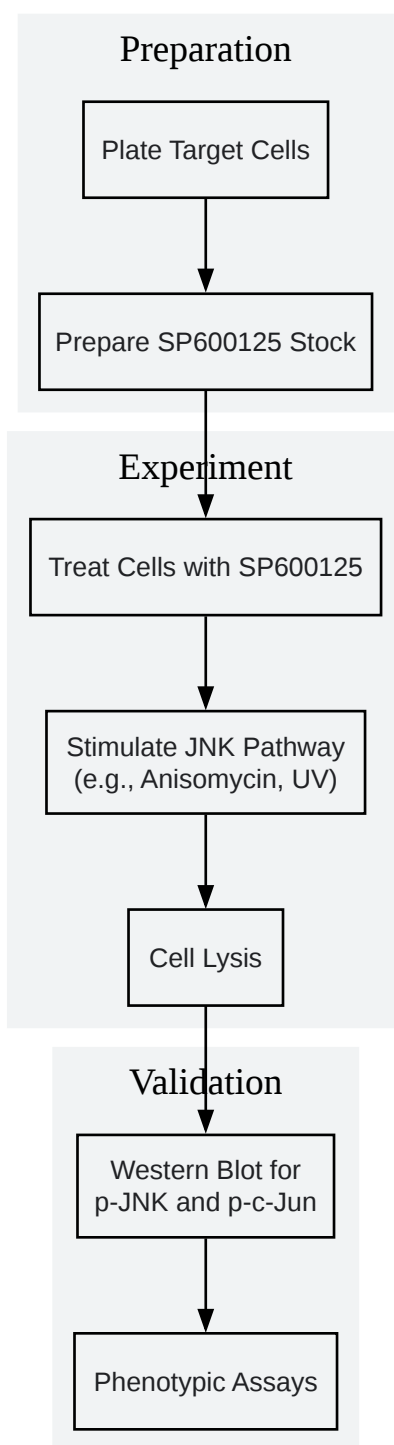 Preparation
Plate Target Cells
Prepare SP600125 Stock
Experiment
Treat Cells with SP600125
Stimulate JNK Pathway
(e.g., Anisomycin, UV)
Cell Lysis
Validation
Western Blot for
p-JNK and p-c-Jun
Phenotypic Assays